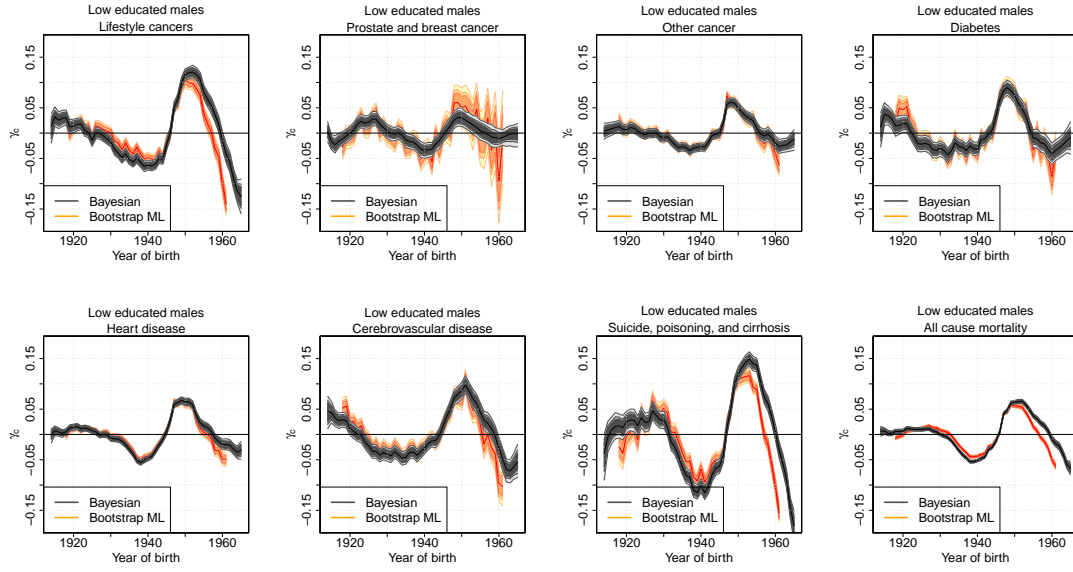 Low educated males
Lifestyle cancers
0.15
0.05
γc
−0.05
−0.15
Bayesian
Bootstrap ML
1920
1940
1960
Year of birth
Low educated males
Prostate and breast cancer
0.15
0.05
γc
−0.05
−0.15
Bayesian
Bootstrap ML
1920
1940
1960
Year of birth
Low educated males
Other cancer
0.15
0.05
γc
−0.05
−0.15
Bayesian
Bootstrap ML
1920
1940
1960
Year of birth
Low educated males
Diabetes
0.15
0.05
γc
−0.05
−0.15
Bayesian
Bootstrap ML
1920
1940
1960
Year of birth
Low educated males
Heart disease
0.15
0.05
γc
−0.05
−0.15
Bayesian
Bootstrap ML
1920
1940
1960
Year of birth
Low educated males
Cerebrovascular disease
0.15
0.05
γc
−0.05
−0.15
Bayesian
Bootstrap ML
1920
1940
1960
Year of birth
Low educated males
Suicide, poisoning, and cirrhosis
0.15
0.05
γc
−0.05
−0.15
Bayesian
Bootstrap ML
1920
1940
1960
Year of birth
Low educated males
All cause mortality
0.15
0.05
γc
−0.05
−0.15
Bayesian
Bootstrap ML
1920
1940
1960
Year of birth